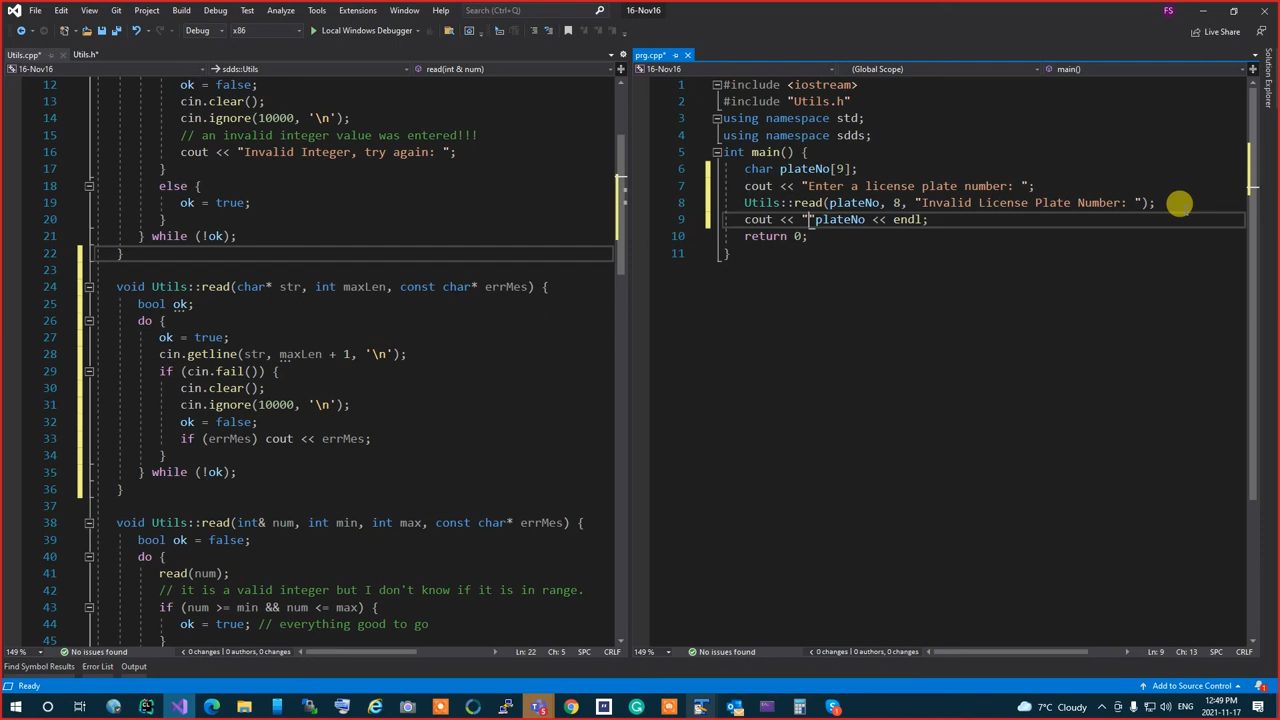 File Edit View Git Project Build Debug Test Analyze Tools Extensions Window Help Search (Ctrl+Q) 16-Nov16 FS
Debug x86 Local Windows Debugger Live Share
Utils.cpp* Utils.h*
16-Nov16 sdds::Utils read(int & num)
12 ok = false;
13 cin.clear();
14 cin.ignore(10000, '\n');
15 // an invalid integer value was entered!!!
16 cout << "Invalid Integer, try again: ";
17 }
18 else {
19 ok = true;
20 }
21 } while (!ok);
22 }
23
24 void Utils::read(char* str, int maxLen, const char* errMes) {
25 bool ok;
26 do {
27 ok = true;
28 cin.getline(str, maxLen + 1, '\n');
29 if (cin.fail()) {
30 cin.clear();
31 cin.ignore(10000, '\n');
32 ok = false;
33 if (errMes) cout << errMes;
34 }
35 } while (!ok);
36 }
37
38 void Utils::read(int& num, int min, int max, const char* errMes) {
39 bool ok = false;
40 do {
41 read(num);
42 // it is a valid integer but I don't know if it is in range.
43 if (num >= min && num <= max) {
44 ok = true; // everything good to go
45 }
149 % No issues found 0 changes | 0 authors, 0 changes Ln: 22 Ch: 5 SPC CRLF
prg.cpp*
16-Nov16 (Global Scope) main()
1 #include <iostream>
2 #include "Utils.h"
3 using namespace std;
4 using namespace sdds;
5 int main() {
6 char plateNo[9];
7 cout << "Enter a license plate number: ";
8 Utils::read(plateNo, 8, "Invalid License Plate Number: ");
9 cout << ""plateNo << endl;
10 return 0;
11 }
149 % No issues found 0 changes | 0 authors, 0 changes Ln: 9 Ch: 13 SPC CRLF
Solution Explorer
Find Symbol Results Error List Output
Ready Add to Source Control 1
7°C Cloudy ENG 12:49 PM
2021-11-17